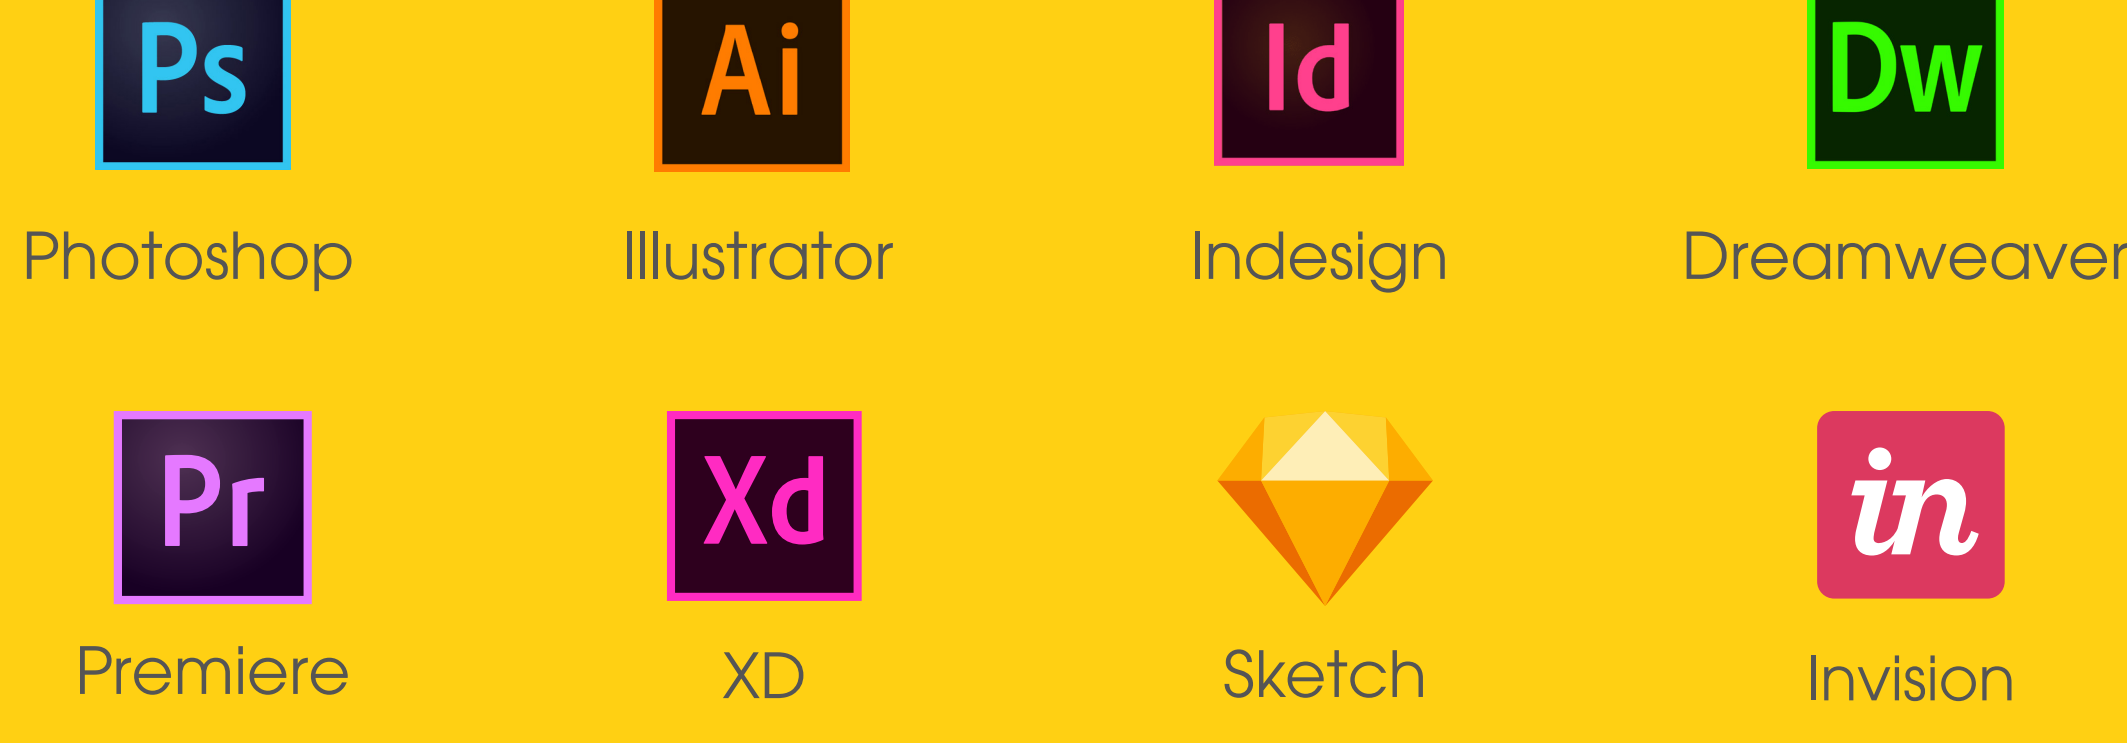 Ps Ai Id Dw
Photoshop Illustrator Indesign Dreamweaver
Pr Xd in
Premiere XD Sketch Invision